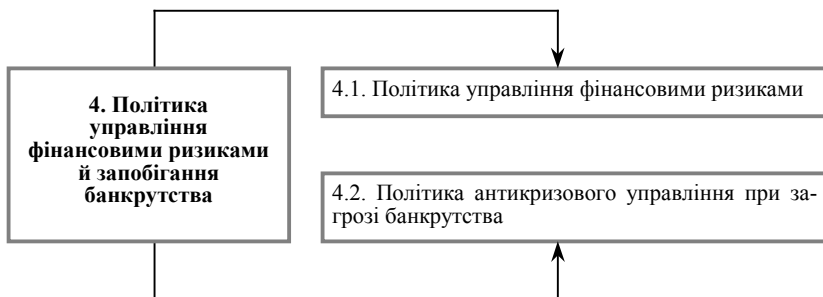 4. Політика
управління
фінансовими ризиками
й запобігання
банкрутства
4.1. Політика управління фінансовими ризиками
4.2. Політика антикризового управління при за-
грозі банкрутства